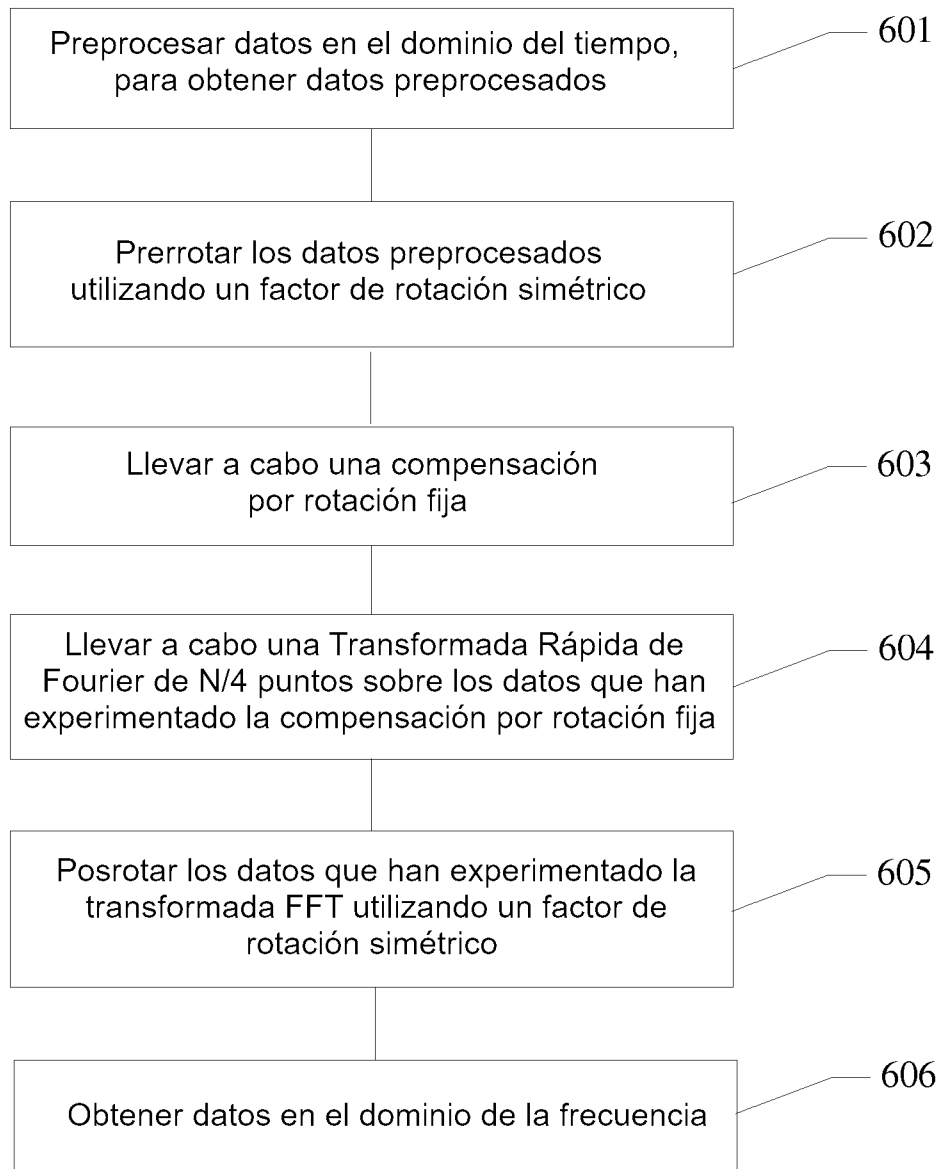 Preprocesar datos en el dominio del tiempo,
para obtener datos preprocesados
601
Prerrotar los datos preprocesados
utilizando un factor de rotación simétrico
602
Llevar a cabo una compensación
por rotación fija
603
Llevar a cabo una Transformada Rápida de
Fourier de N/4 puntos sobre los datos que han
experimentado la compensación por rotación fija
604
Posrotar los datos que han experimentado la
transformada FFT utilizando un factor de
rotación simétrico
605
Obtener datos en el dominio de la frecuencia
606